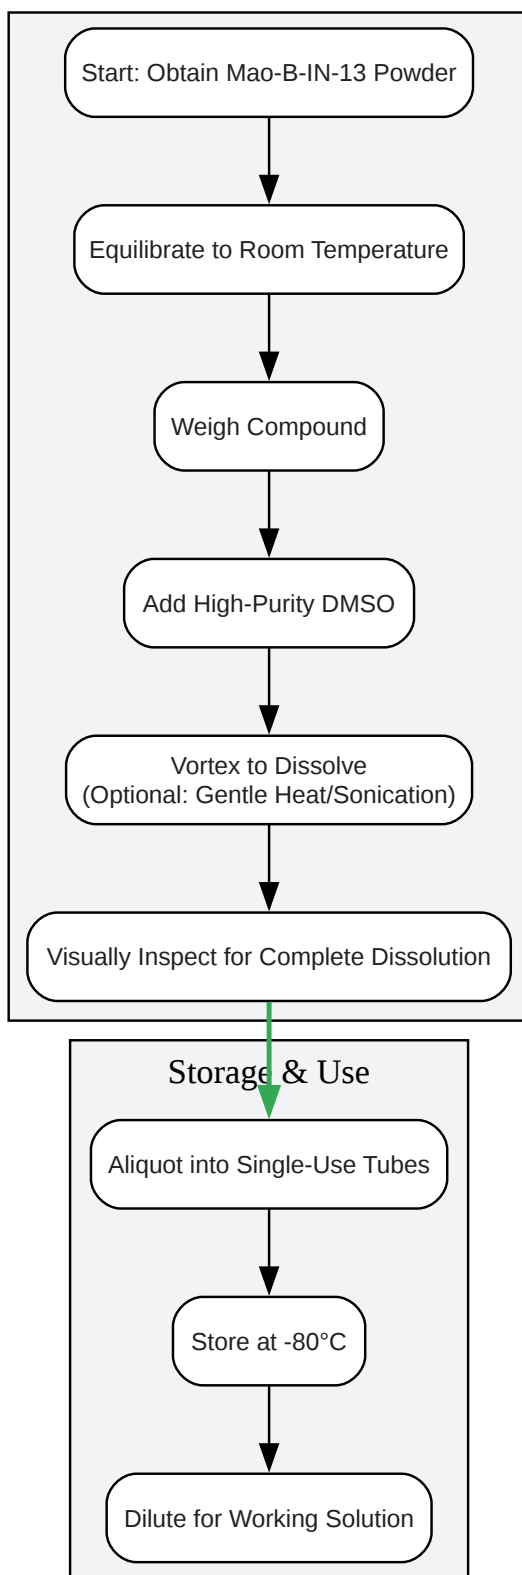 Start: Obtain Mao-B-IN-13 Powder
Equilibrate to Room Temperature
Weigh Compound
Add High-Purity DMSO
Vortex to Dissolve
(Optional: Gentle Heat/Sonication)
Visually Inspect for Complete Dissolution
Storage & Use
Aliquot into Single-Use Tubes
Store at -80°C
Dilute for Working Solution